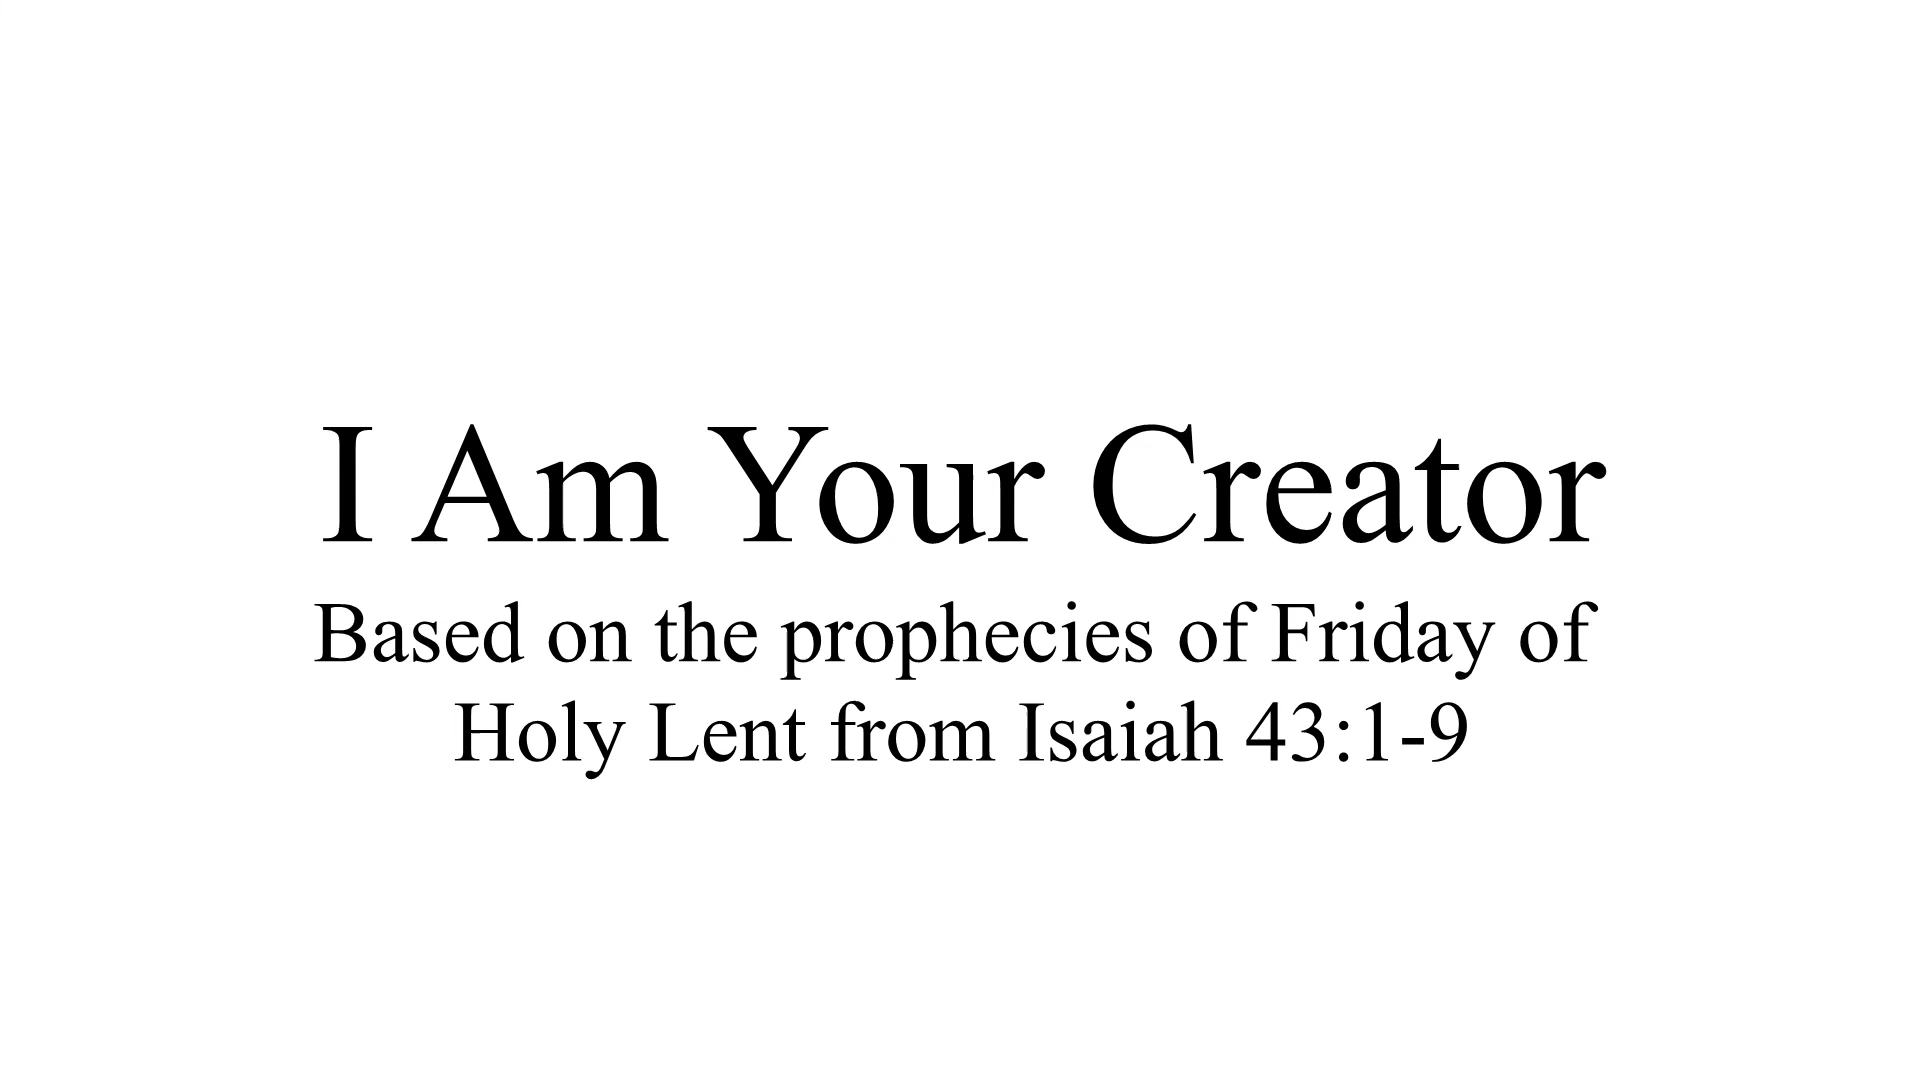 I Am Your Creator
Based on the prophecies of Friday of
Holy Lent from Isaiah 43:1-9